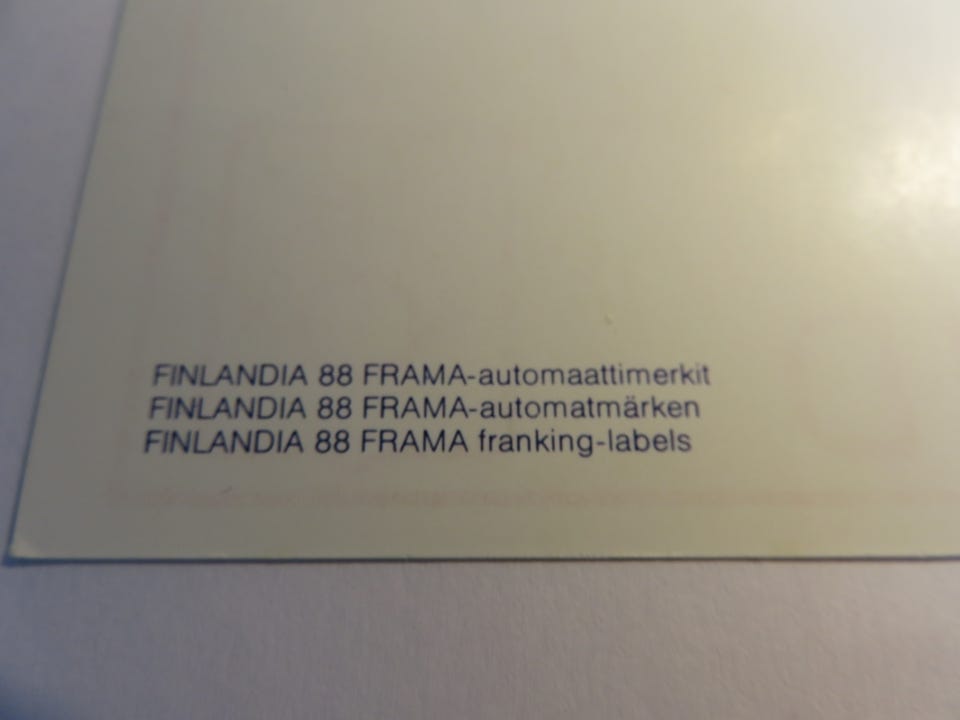 FINLANDIA 88 FRAMA-automaattimerkit
FINLANDIA 88 FRAMA-automatmärken
FINLANDIA 88 FRAMA franking-labels